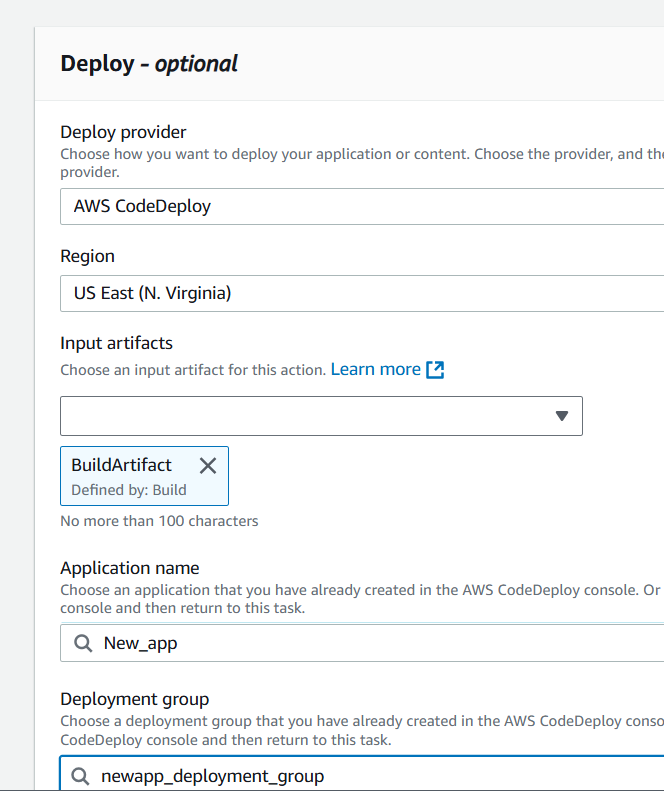 Deploy - optional
Deploy provider
Choose how you want to deploy your application or content. Choose the provider, and the
provider.
AWS CodeDeploy
Region
US East (N. Virginia)
Input artifacts
Choose an input artifact for this action. Learn more
BuildArtifact
Defined by: Build
No more than 100 characters
Application name
Choose an application that you have already created in the AWS CodeDeploy console. Or
console and then return to this task.
New_app
Deployment group
Choose a deployment group that you have already created in the AWS CodeDeploy conso
CodeDeploy console and then return to this task.
newapp_deployment_group